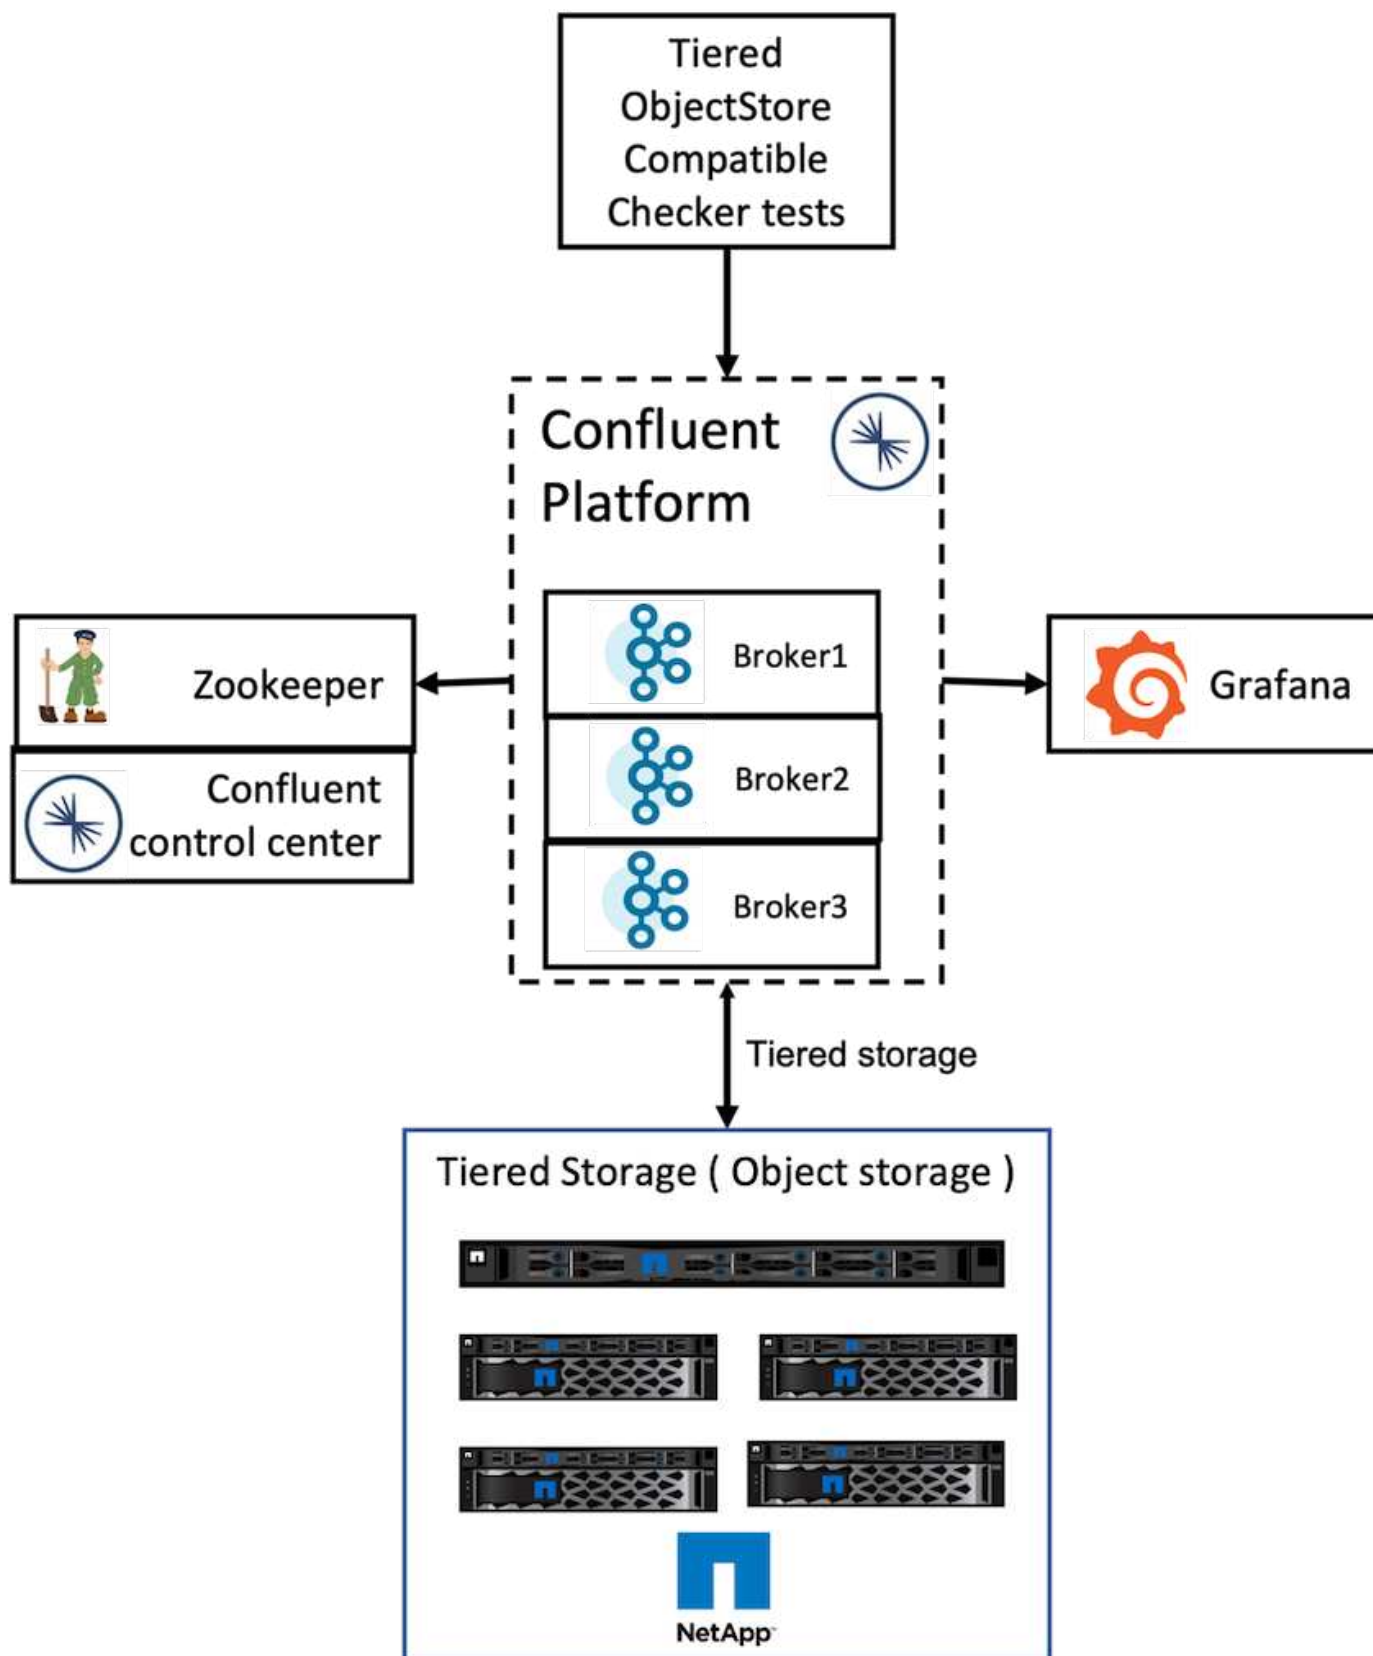 Tiered
ObjectStore
Compatible
Checker tests
Confluent
Platform
Broker1
Broker2
Broker3
Zookeeper
Confluent
control center
Grafana
Tiered storage
Tiered Storage ( Object storage )
NetApp™